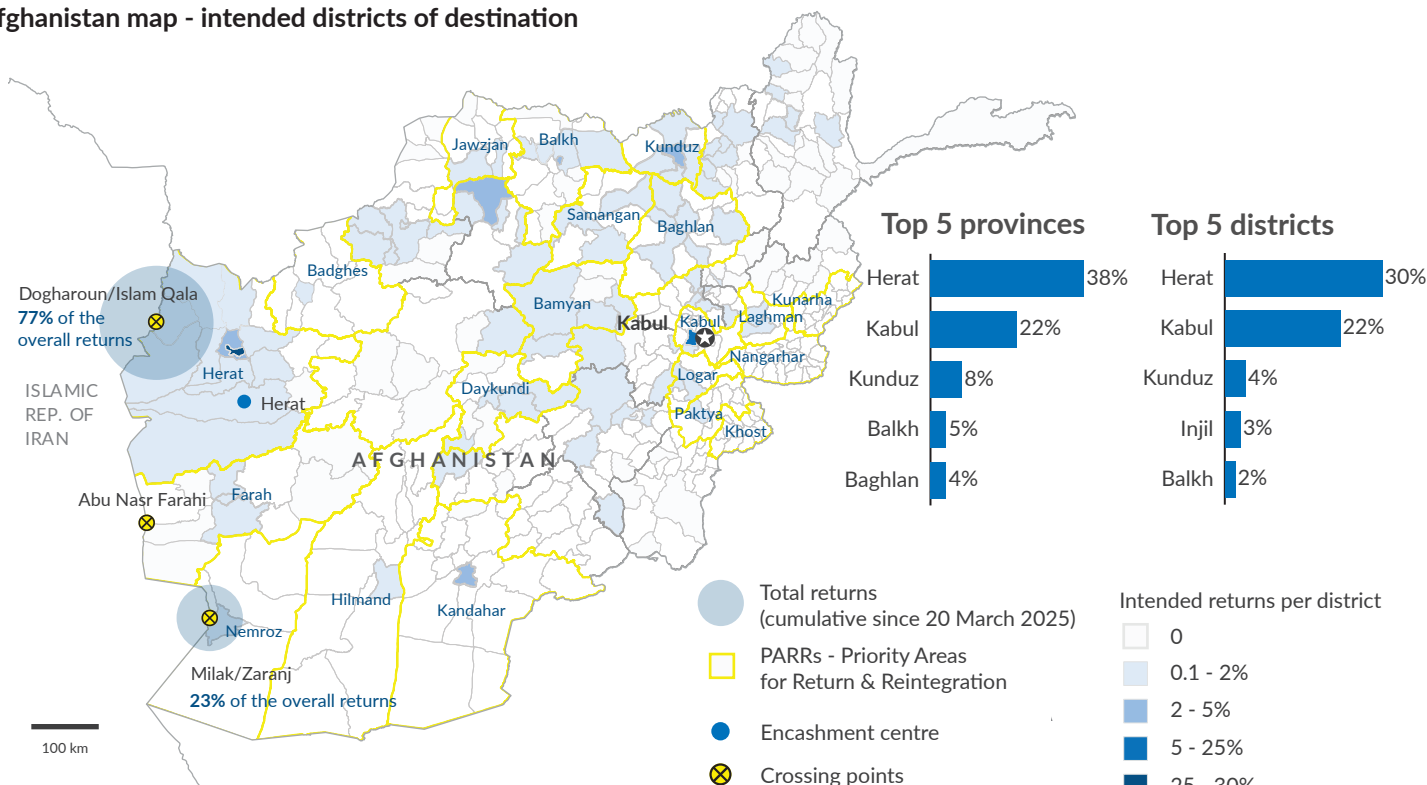 fghanistan map - intended districts of destination
Jawzjan
Balkh
Kunduz
Samangan
Baghlan
Badghes
Bamyan
Kabul
Kabul
Kunarha
Laghman
Nangarhar
Logar
Paktya
Khost
Daykundi
Dogharoun/Islam Qala
77% of the
overall returns
Herat
Herat
ISLAMIC
REP. OF
IRAN
AFGHANISTAN
Abu Nasr Farahi
Farah
Hilmand
Kandahar
Nemroz
Milak/Zaranj
23% of the overall returns
100 km
Top 5 provinces
Herat 38%
Kabul 22%
Kunduz 8%
Balkh 5%
Baghlan 4%
Top 5 districts
Herat 30%
Kabul 22%
Kunduz 4%
Injil 3%
Balkh 2%
Total returns
(cumulative since 20 March 2025)
PARRs - Priority Areas
for Return & Reintegration
Encashment centre
Crossing points
Intended returns per district
0
0.1 - 2%
2 - 5%
5 - 25%
25 - 30%